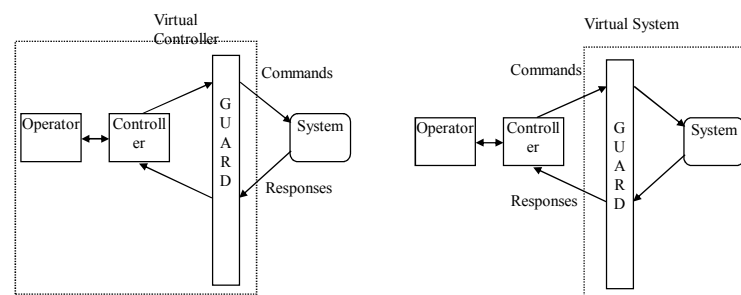 Virtual
Controller
Commands
Operator
Controll
er
G
U
A
R
D
System
Responses
Virtual System
Commands
Operator
Controll
er
G
U
A
R
D
System
Responses